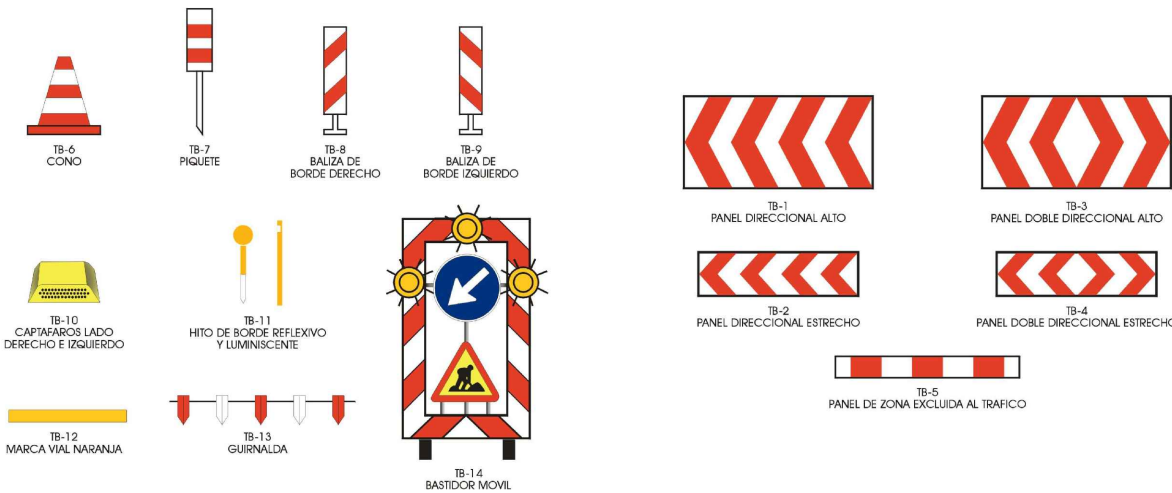 TB-6
CONO
TB-7
PIQUETE
TB-8
BALIZA DE
BORDE DERECHO
TB-9
BALIZA DE
BORDE IZQUIERDO
TB-10
CAPTAFAROS LADO
DERECHO E IZQUIERDO
TB-11
HITO DE BORDE REFLEXIVO
Y LUMINISCENTE
TB-12
MARCA VIAL NARANJA
TB-13
GUIRNALDA
TB-14
BASTIDOR MOVIL
TB-1
PANEL DIRECCIONAL ALTO
TB-3
PANEL DOBLE DIRECCIONAL ALTO
TB-2
PANEL DIRECCIONAL ESTRECHO
TB-4
PANEL DOBLE DIRECCIONAL ESTRECHO
TB-5
PANEL DE ZONA EXCLUIDA AL TRAFICO